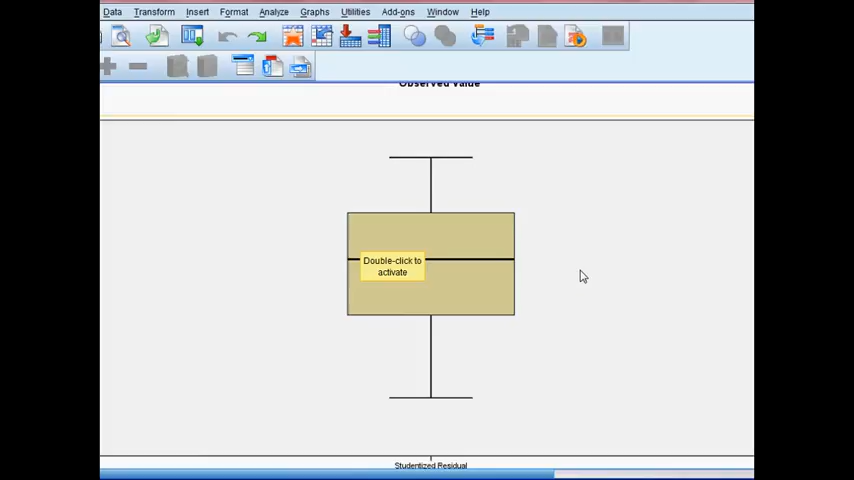 Data Transform Insert Format Analyze Graphs Utilities Add-ons Window Help
Observed Value
Double-click to
activate
Studentized Residual